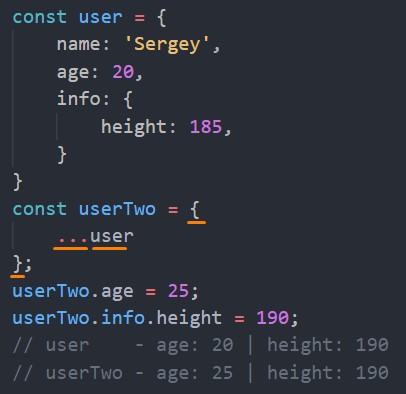 const user = {
    name: 'Sergey',
    age: 20,
    info: {
        height: 185,
    }
}
const userTwo = {
    ...user
};
userTwo.age = 25;
userTwo.info.height = 190;
// user    - age: 20 | height: 190
// userTwo - age: 25 | height: 190